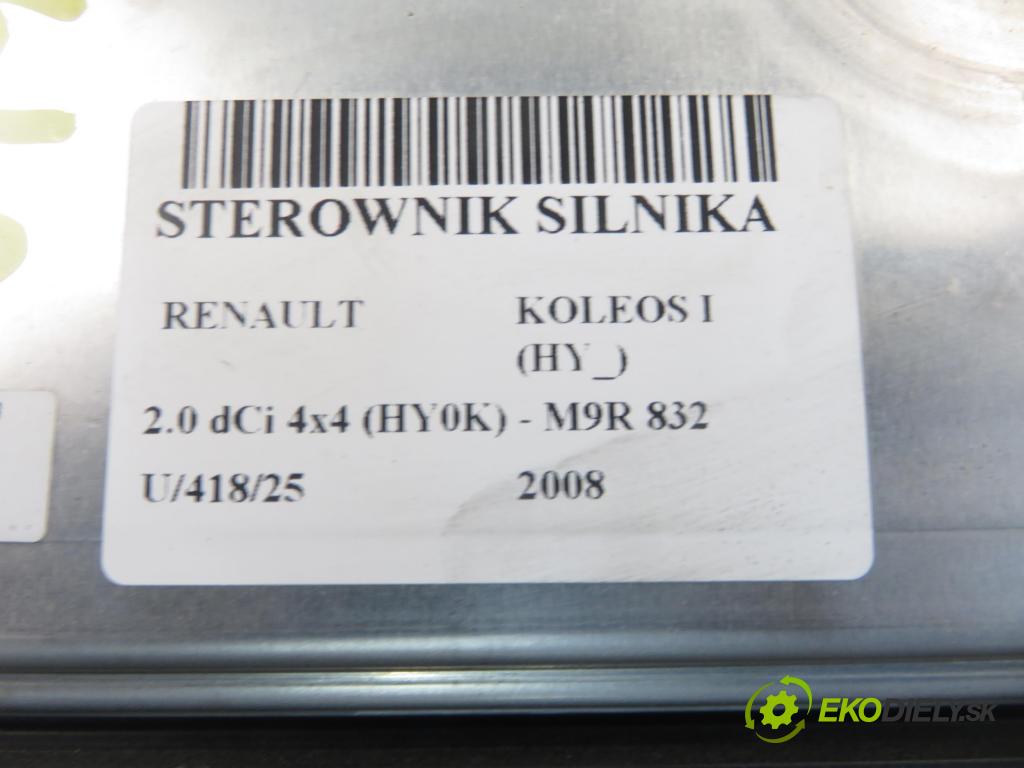 STEROWNIK SILNIKA
RENAULT KOLEOS I
(HY_)
2.0 dCi 4x4 (HY0K) - M9R 832
U/418/25 2008
EKODIELY.SK